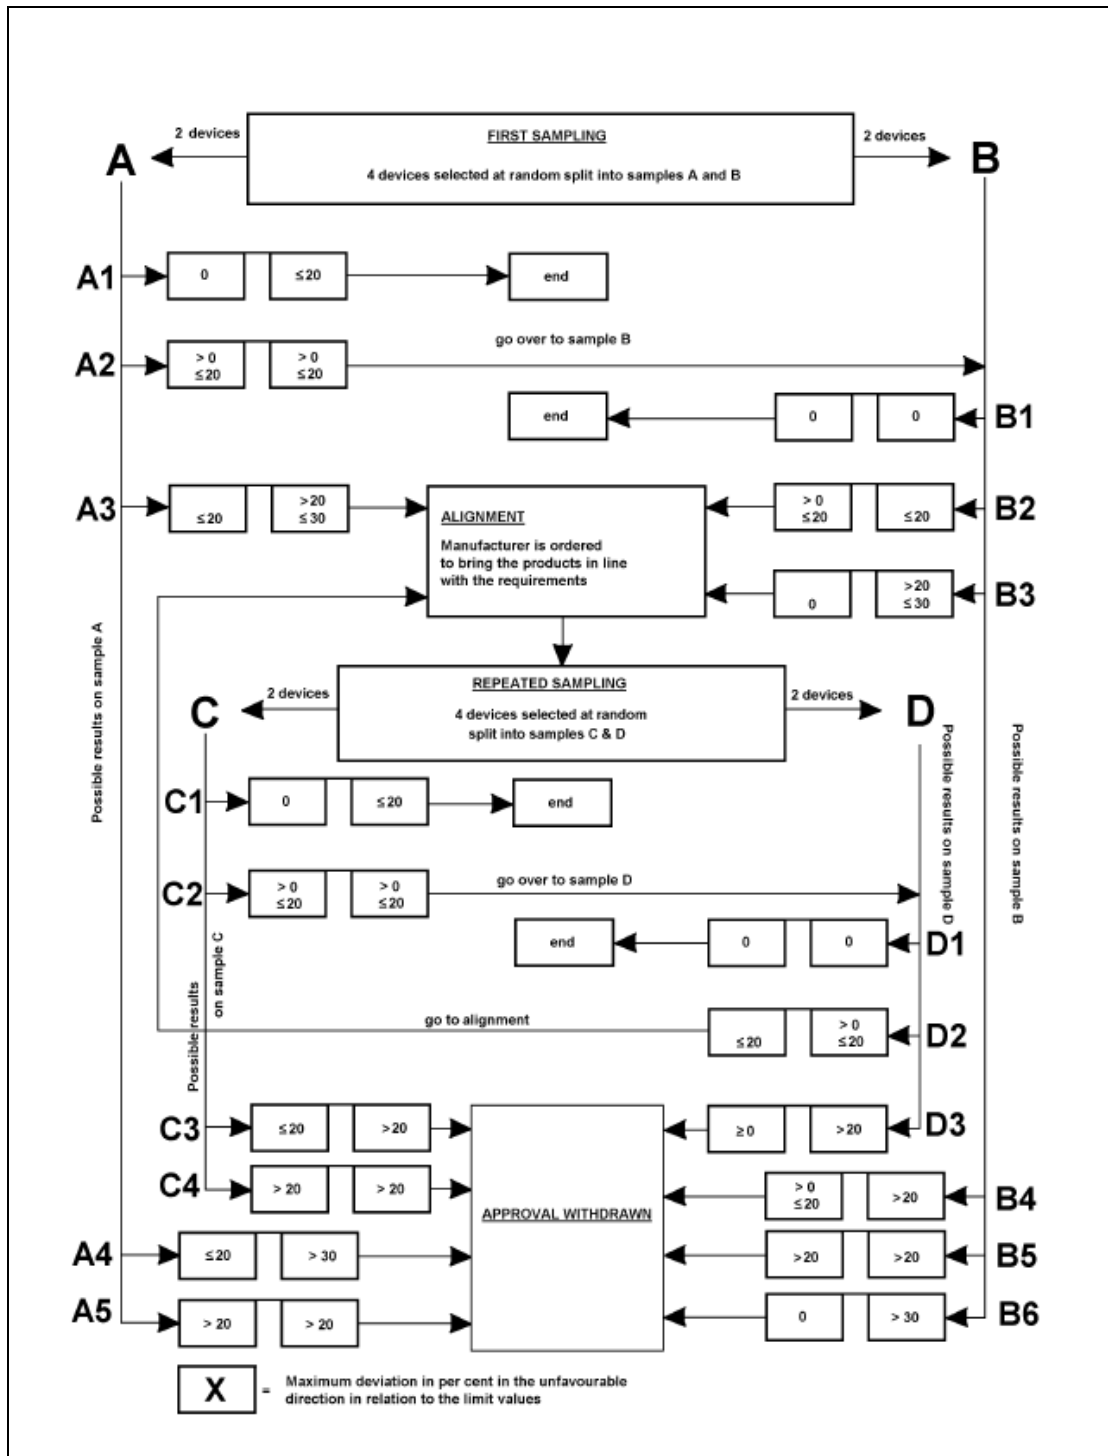 2 devices
FIRST SAMPLING
2 devices
A
4 devices selected at random split into samples A and B
B
A1
0
≤20
end
go over to sample B
A2
> 0
≤20
> 0
≤20
end
0
0
B1
A3
≤20
>20
≤30
ALIGNMENT
Manufacturer is ordered
to bring the products in line
with the requirements
> 0
≤20
≤20
B2
0
>20
≤30
B3
Possible results on sample A
2 devices
REPEATED SAMPLING
2 devices
C
4 devices selected at random
split into samples C & D
D
Possible results on sample D
Possible results on sample B
C1
0
≤20
end
go over to sample D
C2
> 0
≤20
> 0
≤20
Possible results
on sample C
end
0
0
D1
go to alignment
≤20
> 0
≤20
D2
C3
≤20
>20
≥0
>20
D3
C4
> 20
> 20
APPROVAL WITHDRAWN
> 0
≤20
>20
B4
A4
≤20
> 30
>20
>20
B5
A5
> 20
> 20
0
> 30
B6
X
=
Maximum deviation in per cent in the unfavourable
direction in relation to the limit values